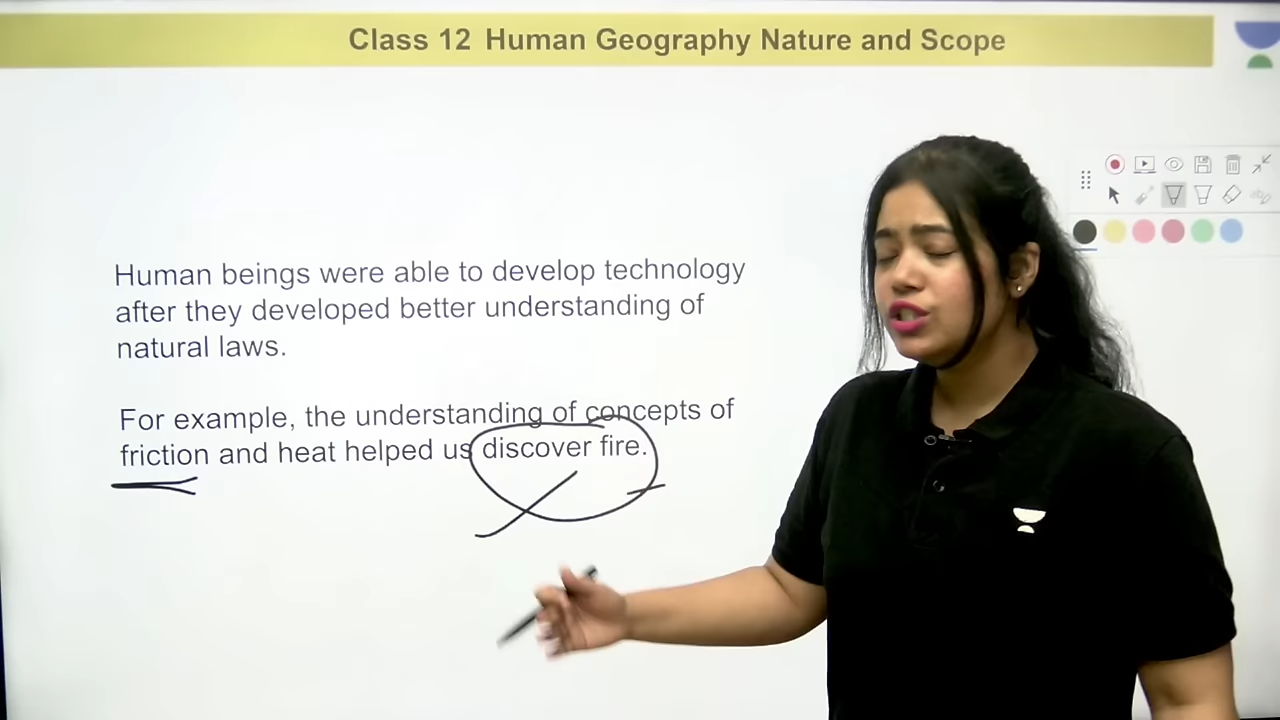 Class 12 Human Geography Nature and Scope
Human beings were able to develop technology
after they developed better understanding of
natural laws.
For example, the understanding of concepts of
friction and heat helped us discover fire.